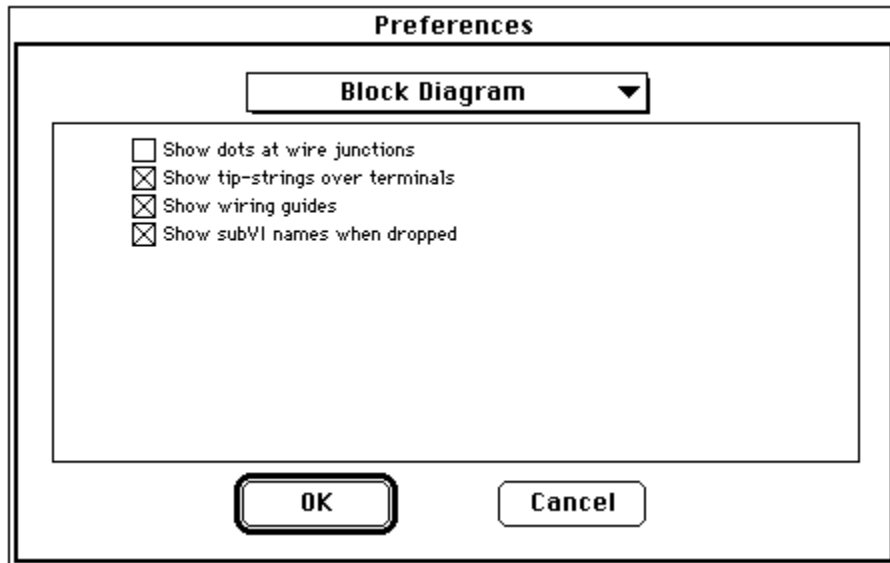 Preferences
Block Diagram
Show dots at wire junctions
Show tip-strings over terminals
Show wiring guides
Show subVI names when dropped
OK Cancel